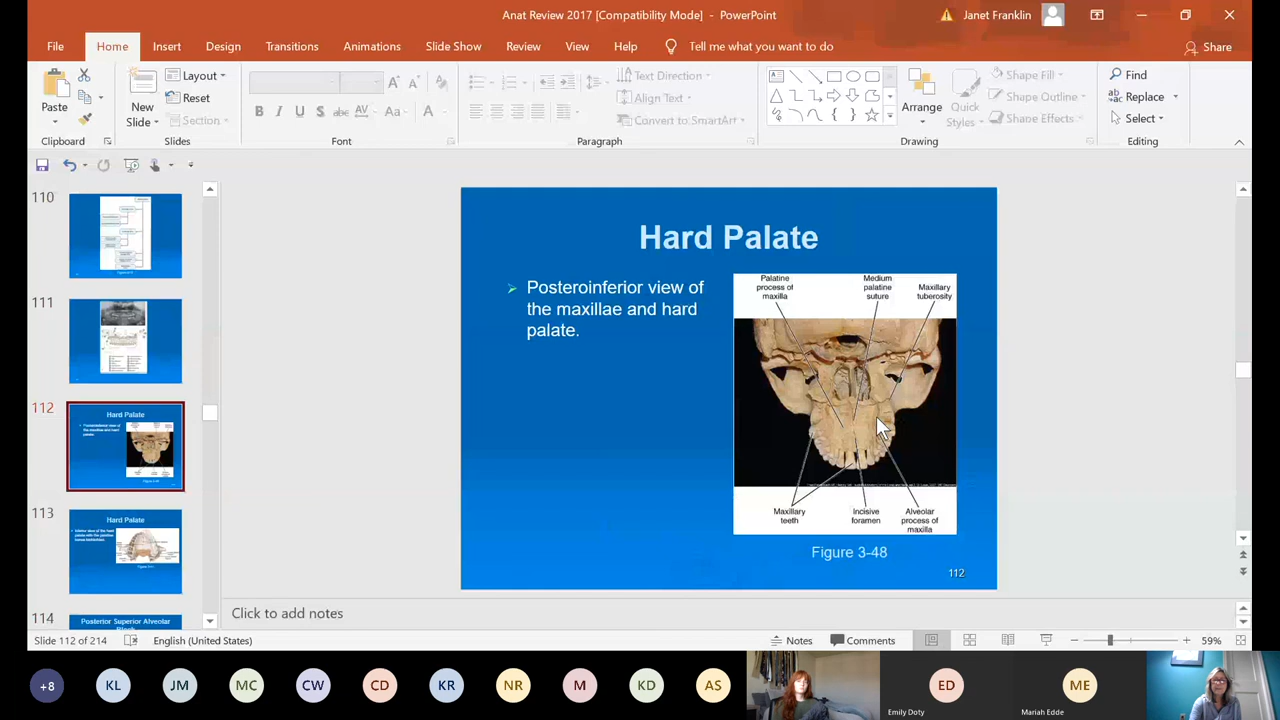 Anat Review 2017 [Compatibility Mode] - PowerPoint
Janet Franklin
File Home Insert Design Transitions Animations Slide Show Review View Help Tell me what you want to do Share
Paste
Clipboard
New
Slide
Layout
Reset
Section
Slides
B I U S abc AV Aa A
Font
Text Direction
Align Text
Convert to SmartArt
Paragraph
Arrange
Quick
Styles
Shape Fill
Shape Outline
Shape Effects
Drawing
Find
Replace
Select
Editing
110
111
112
Hard Palate
113
Hard Palate
114
Posterior Superior Alveolar
Hard Palate
Posteroinferior view of
the maxillae and hard
palate.
Palatine
process of
maxilla
Medium
palatine
suture
Maxillary
tuberosity
Maxillary
teeth
Incisive
foramen
Alveolar
process of
maxilla
Figure 3-48
112
Click to add notes
Slide 112 of 214 English (United States) Notes Comments 59%
+8 KL JM MC CW CD KR NR M KD AS ED ME
Emily Doty Mariah Edde